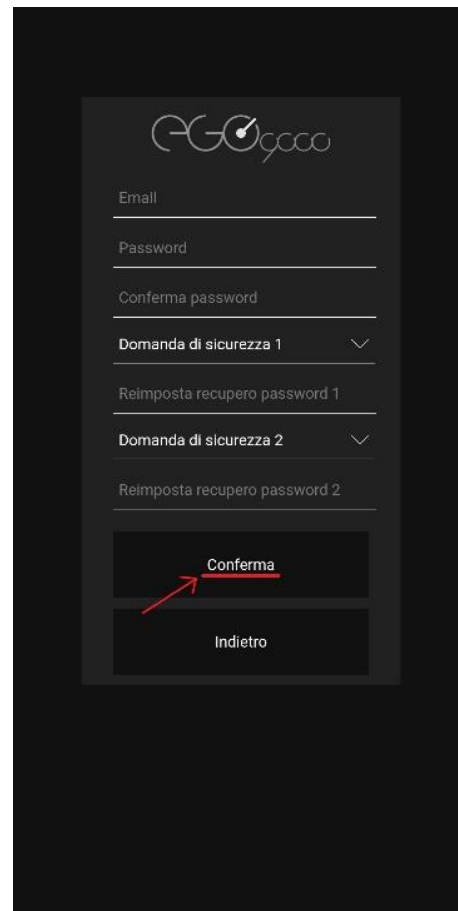 eGO9000
Email
Password
Conferma password
Domanda di sicurezza 1
Reimposta recupero password 1
Domanda di sicurezza 2
Reimposta recupero password 2
Conferma
Indietro